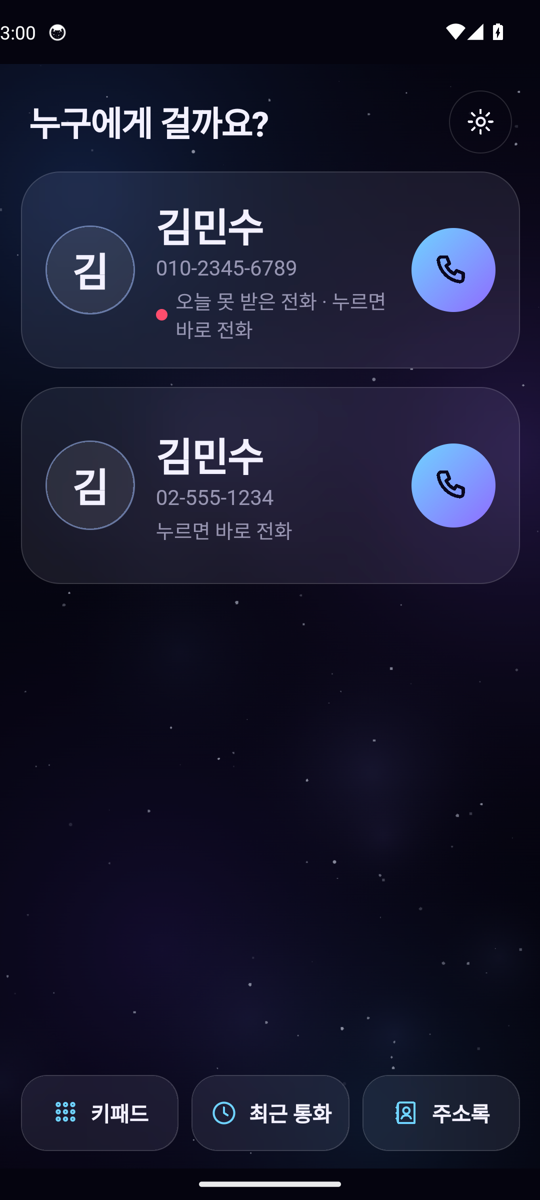 3:00
누구에게 걸까요?
김
김민수
010-2345-6789
오늘 못 받은 전화 · 누르면
바로 전화
김
김민수
02-555-1234
누르면 바로 전화
키패드
최근 통화
주소록